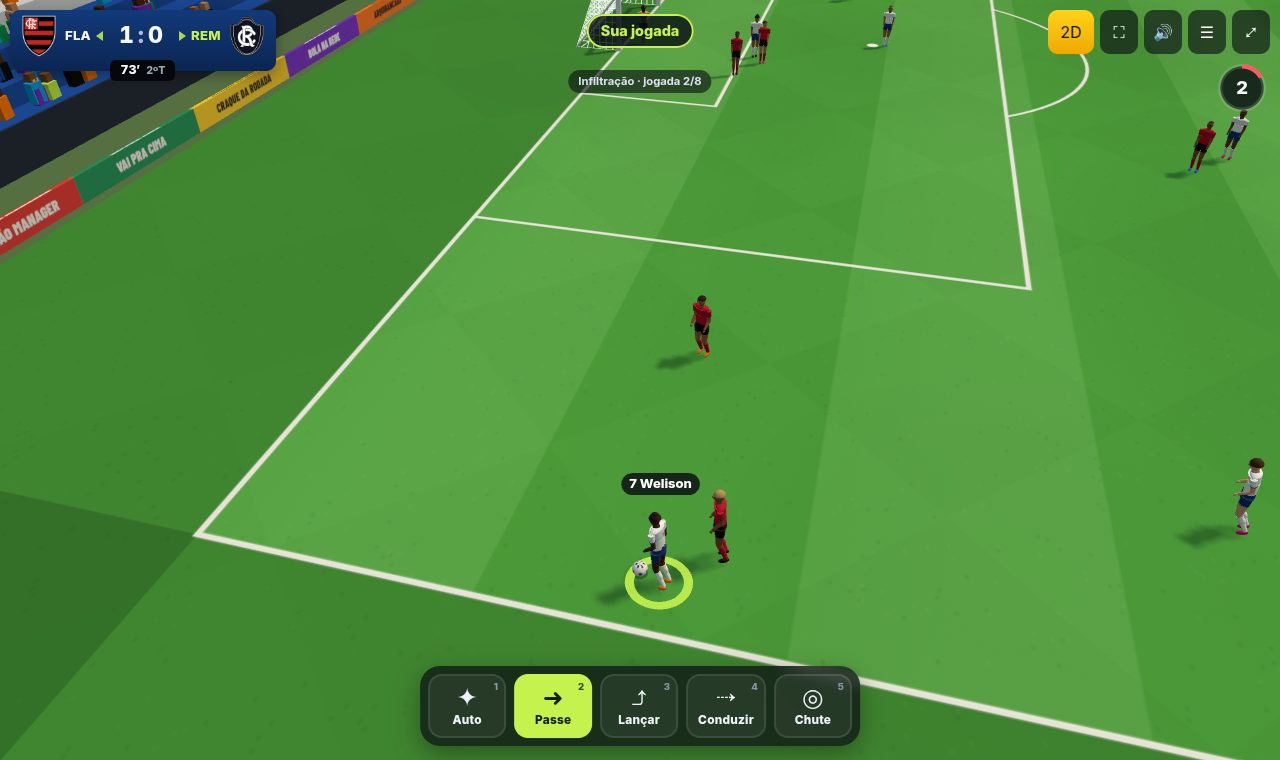 FLA 1:0 REM
73' 2ºT
Sua jogada
Infiltração · jogada 2/8
2D
2
ARQUIBANCADA
BOLA NA REDE
CRAQUE DA RODADA
VAI PRA CIMA
ÃO MANAGER
7 Welison
1 Auto
2 Passe
3 Lançar
4 Conduzir
5 Chute